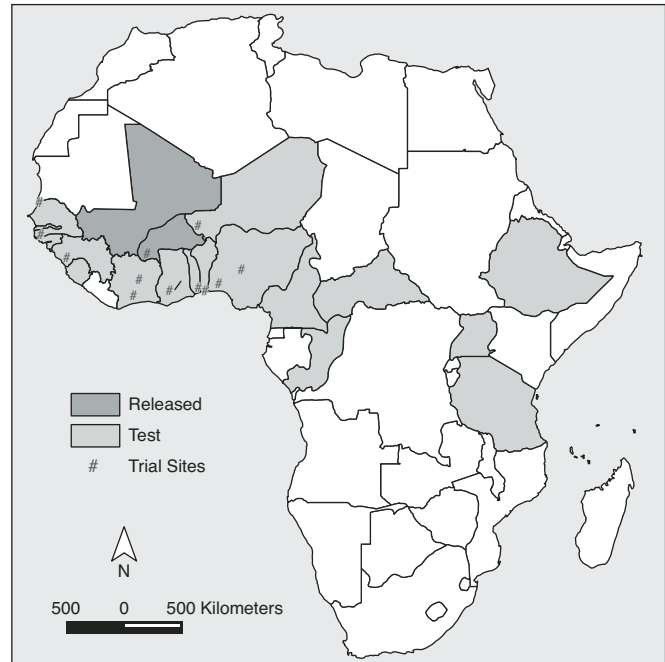 Released
Test
# Trial Sites
N
500 0 500 Kilometers